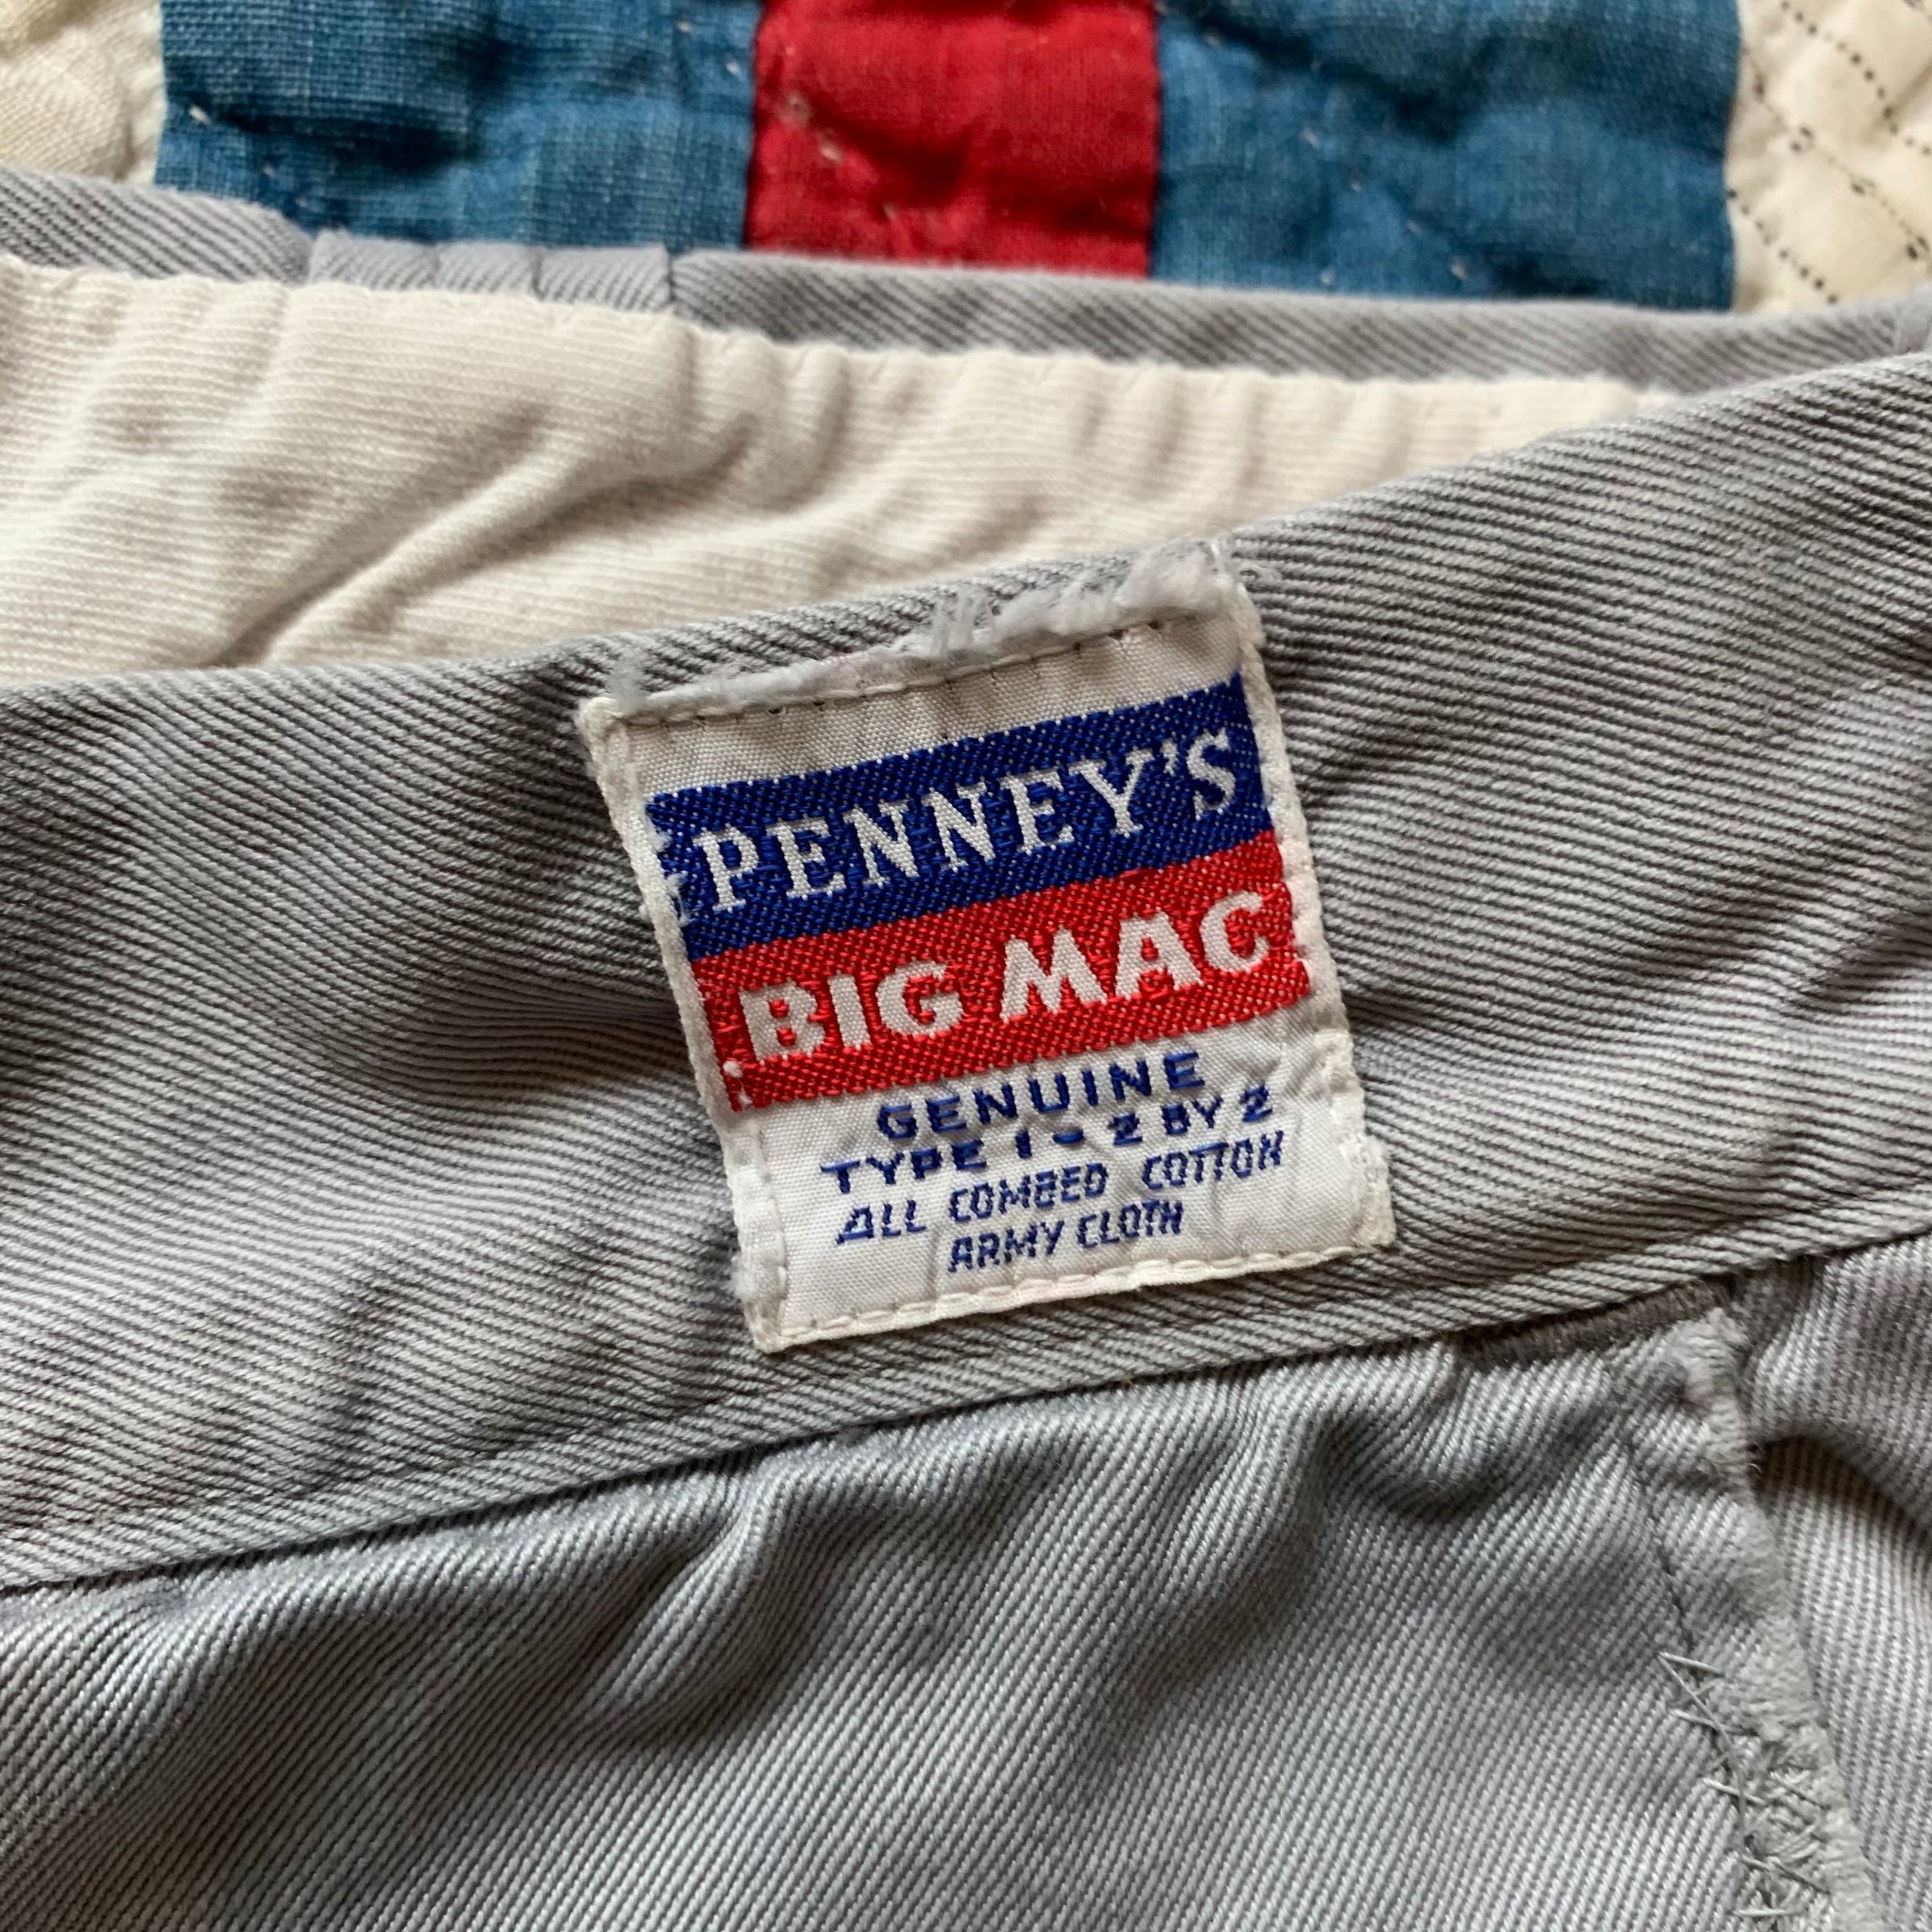 PENNEY'S
BIG MAC
GENUINE
TYPE 1 - 2 BY 2
ALL COMBED COTTON
ARMY CLOTH